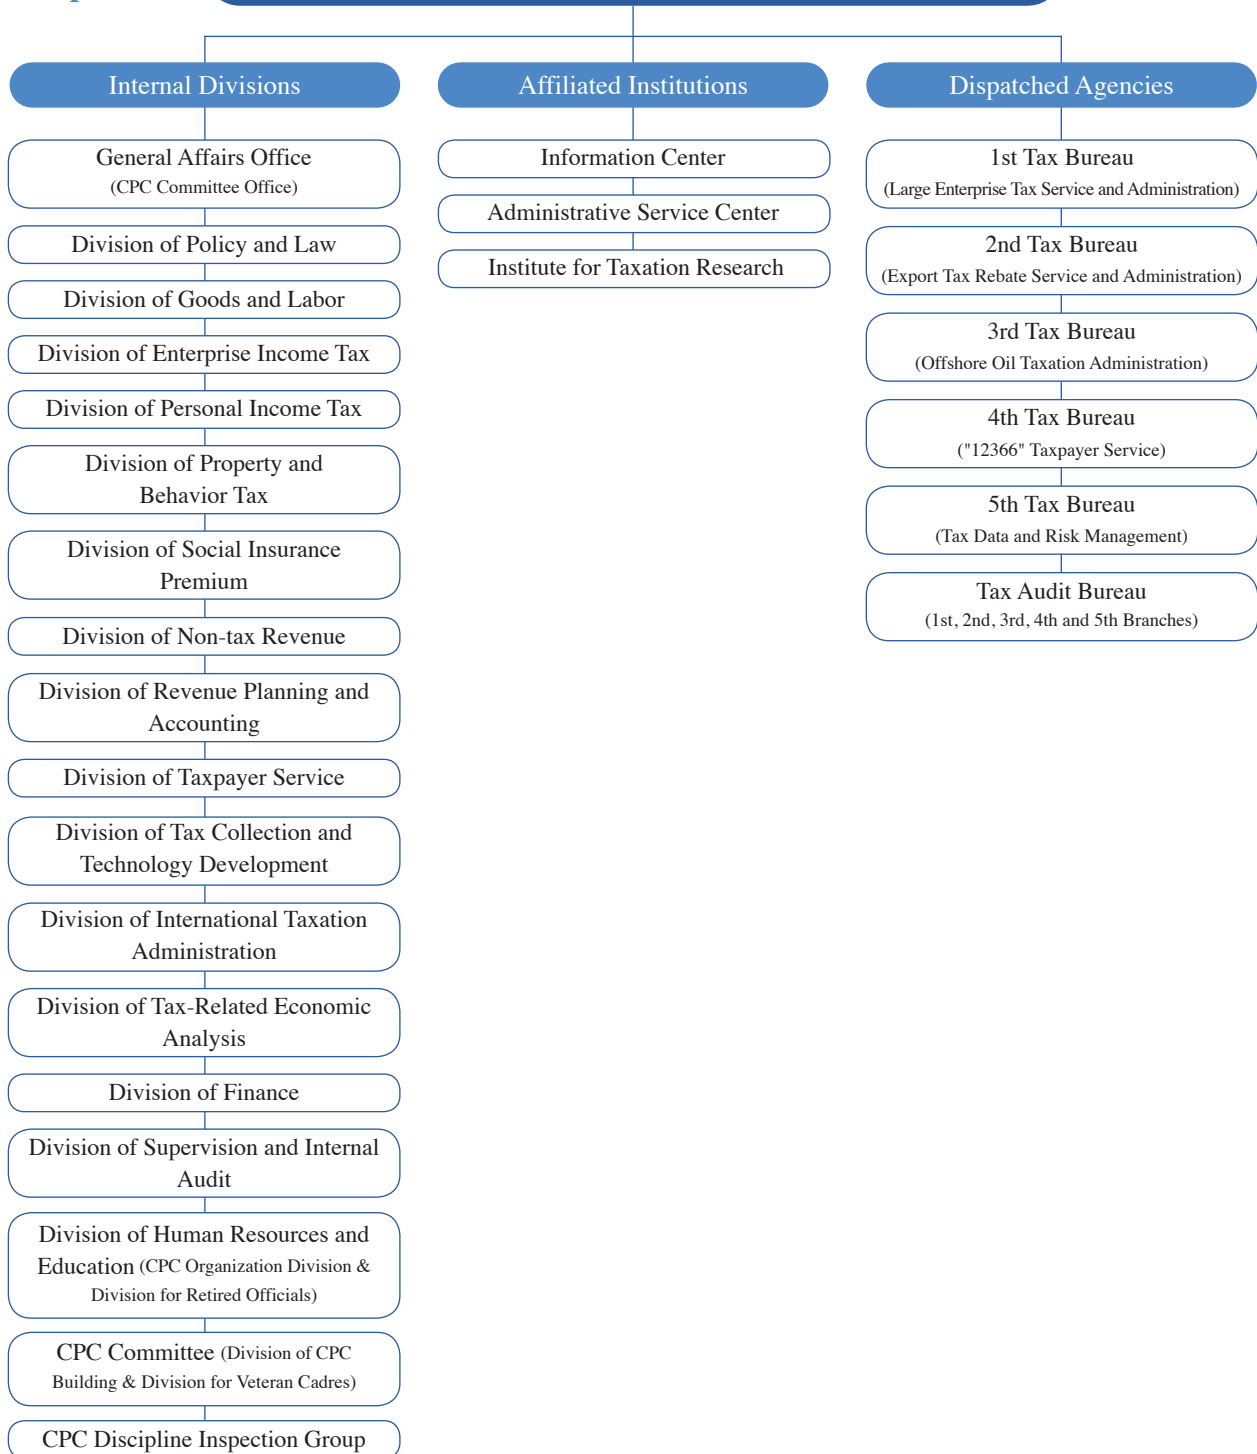 Internal Divisions
General Affairs Office
(CPC Committee Office)
Division of Policy and Law
Division of Goods and Labor
Division of Enterprise Income Tax
Division of Personal Income Tax
Division of Property and
Behavior Tax
Division of Social Insurance
Premium
Division of Non-tax Revenue
Division of Revenue Planning and
Accounting
Division of Taxpayer Service
Division of Tax Collection and
Technology Development
Division of International Taxation
Administration
Division of Tax-Related Economic
Analysis
Division of Finance
Division of Supervision and Internal
Audit
Division of Human Resources and
Education (CPC Organization Division &
Division for Retired Officials)
CPC Committee (Division of CPC
Building & Division for Veteran Cadres)
CPC Discipline Inspection Group
Affiliated Institutions
Information Center
Administrative Service Center
Institute for Taxation Research
Dispatched Agencies
1st Tax Bureau
(Large Enterprise Tax Service and Administration)
2nd Tax Bureau
(Export Tax Rebate Service and Administration)
3rd Tax Bureau
(Offshore Oil Taxation Administration)
4th Tax Bureau
("12366" Taxpayer Service)
5th Tax Bureau
(Tax Data and Risk Management)
Tax Audit Bureau
(1st, 2nd, 3rd, 4th and 5th Branches)